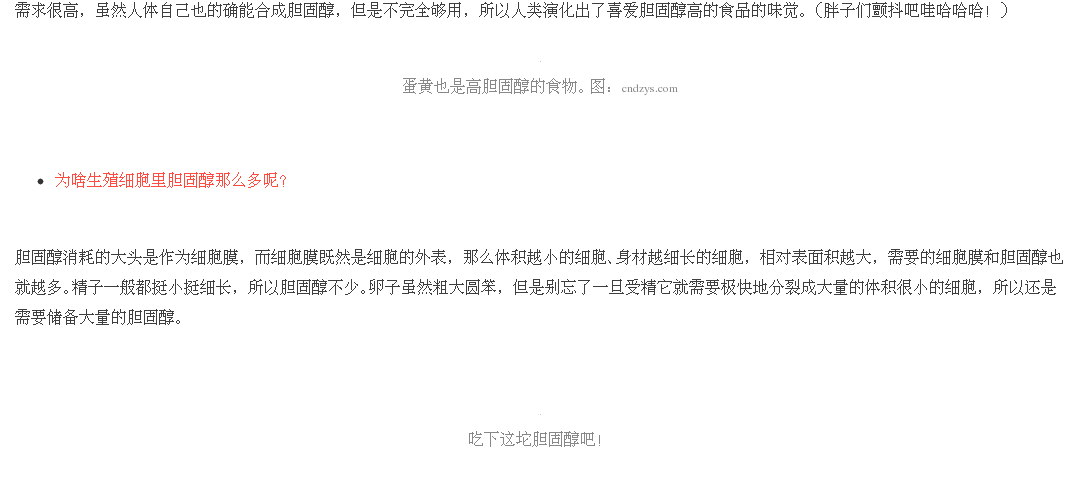 需求很高，虽然人体自己也的确能合成胆固醇，但是不完全够用，所以人类演化出了喜爱胆固醇高的食品的味觉。（胖子们颤抖吧哇哈哈哈！）
蛋黄也是高胆固醇的食物。图：cndzys.com
为啥生殖细胞里胆固醇那么多呢？
胆固醇消耗的大头是作为细胞膜，而细胞膜既然是细胞的外表，那么体积越小的细胞、身材越细长的细胞，相对表面积越大，需要的细胞膜和胆固醇也
就越多。精子一般都挺小挺细长，所以胆固醇不少。卵子虽然粗大圆笨，但是别忘了一旦受精它就需要极快地分裂成大量的体积很小的细胞，所以还是
需要储备大量的胆固醇。
吃下这坨胆固醇吧！